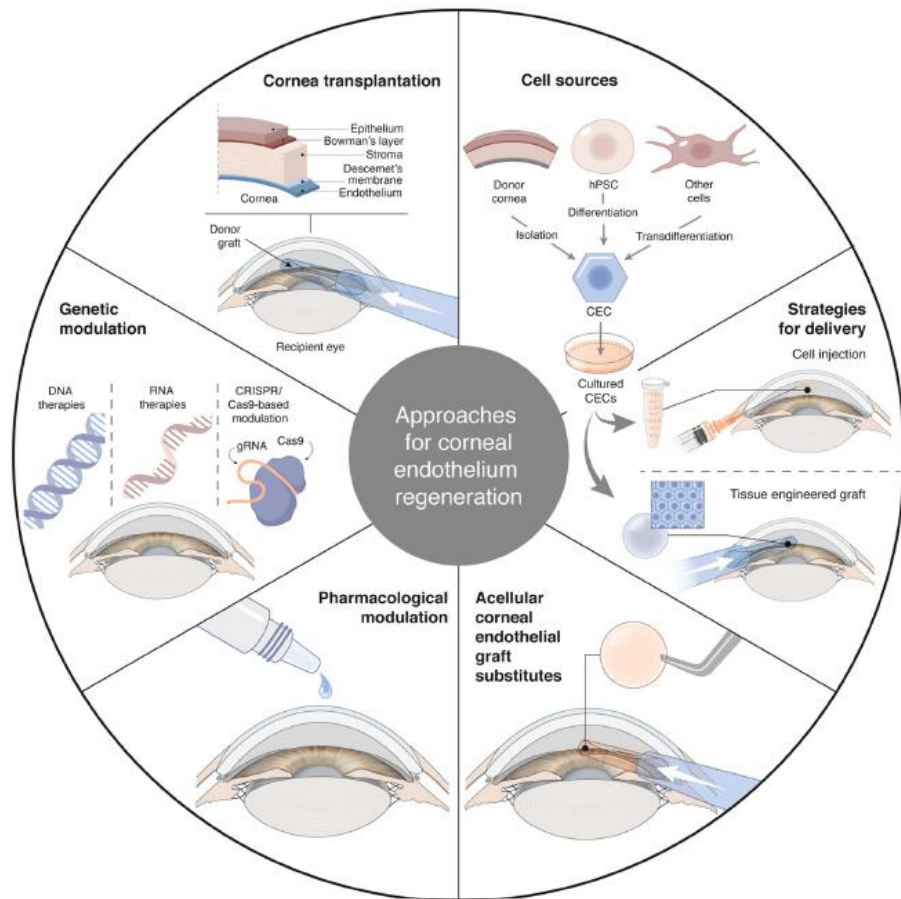 Cornea transplantation
Epithelium
Bowman's layer
Stroma
Descemet's
membrane
Endothelium
Cornea
Donor
graft
Recipient eye
Cell sources
Donor
cornea
hPSC
Other
cells
Differentiation
Isolation
Transdifferentiation
CEC
Cultured
CECs
Strategies
for delivery
Cell injection
Tissue engineered graft
Genetic
modulation
DNA
therapies
RNA
therapies
CRISPR/
Cas9-based
modulation
gRNA
Cas9
Approaches
for corneal
endothelium
regeneration
Pharmacological
modulation
Acellular
corneal
endothelial
graft
substitutes